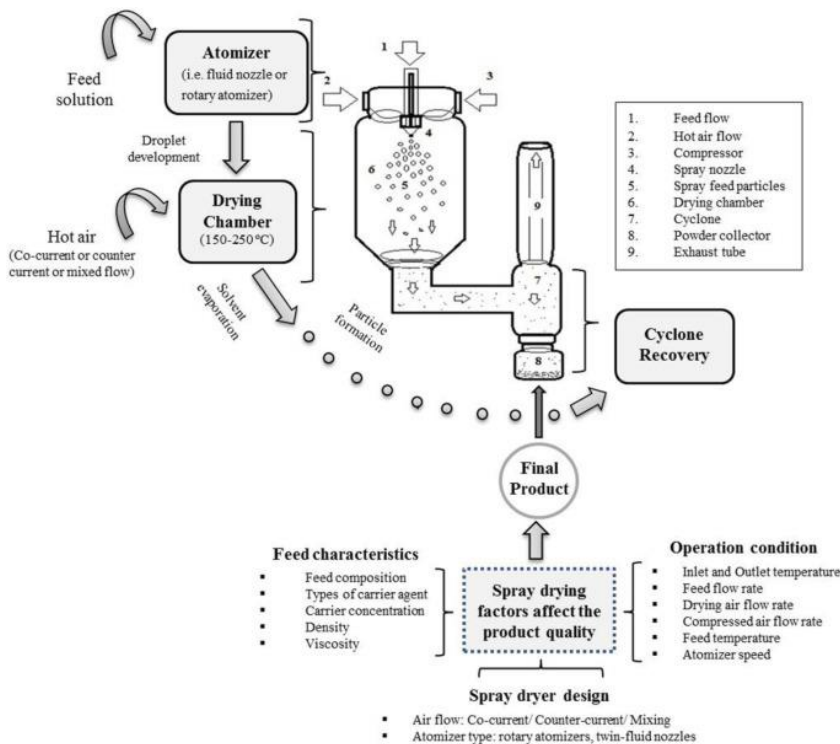 Feed
solution
Atomizer
(i.e. fluid nozzle or
rotary atomizer)
Droplet
development
Hot air
(Co-current or counter
current or mixed flow)
Drying
Chamber
(150-250°C)
Solvent
evaporation
Particle
formation
1
2
3
4
5
6
7
8
9
1. Feed flow
2. Hot air flow
3. Compressor
4. Spray nozzle
5. Spray feed particles
6. Drying chamber
7. Cyclone
8. Powder collector
9. Exhaust tube
Cyclone
Recovery
Final
Product
Feed characteristics
▪ Feed composition
▪ Types of carrier agent
▪ Carrier concentration
▪ Density
▪ Viscosity
Spray drying
factors affect the
product quality
Operation condition
▪ Inlet and Outlet temperature
▪ Feed flow rate
▪ Drying air flow rate
▪ Compressed air flow rate
▪ Feed temperature
▪ Atomizer speed
Spray dryer design
▪ Air flow: Co-current/ Counter-current/ Mixing
▪ Atomizer type: rotary atomizers, twin-fluid nozzles